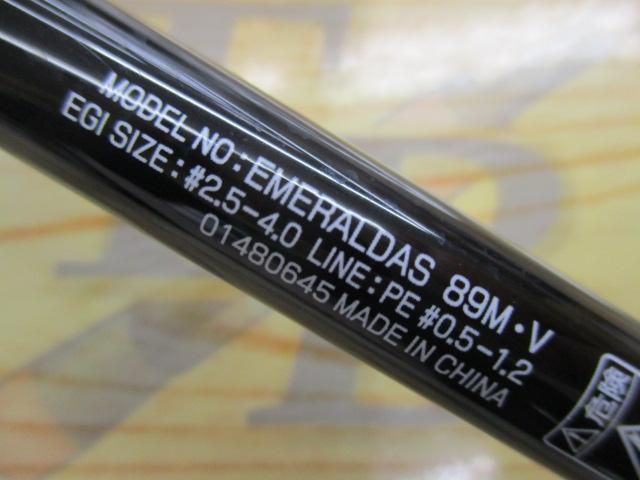 MODEL NO: EMERALDAS 89M・V
EGI SIZE: #2.5-4.0 LINE: PE #0.5-1.2
01480645 MADE IN CHINA
⚠危険